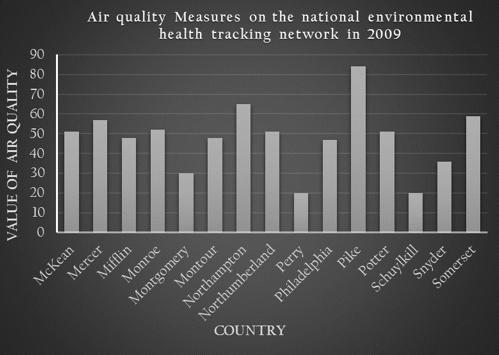 Air quality Measures on the national environmental
health tracking network in 2009
VALUE OF AIR QUALITY
90
80
70
60
50
40
30
20
10
0
McKean
Mercer
Mifflin
Monroe
Montgomery
Montour
Northampton
Northumberland
Perry
Philadelphia
Pike
Potter
Schuylkill
Snyder
Somerset
COUNTRY